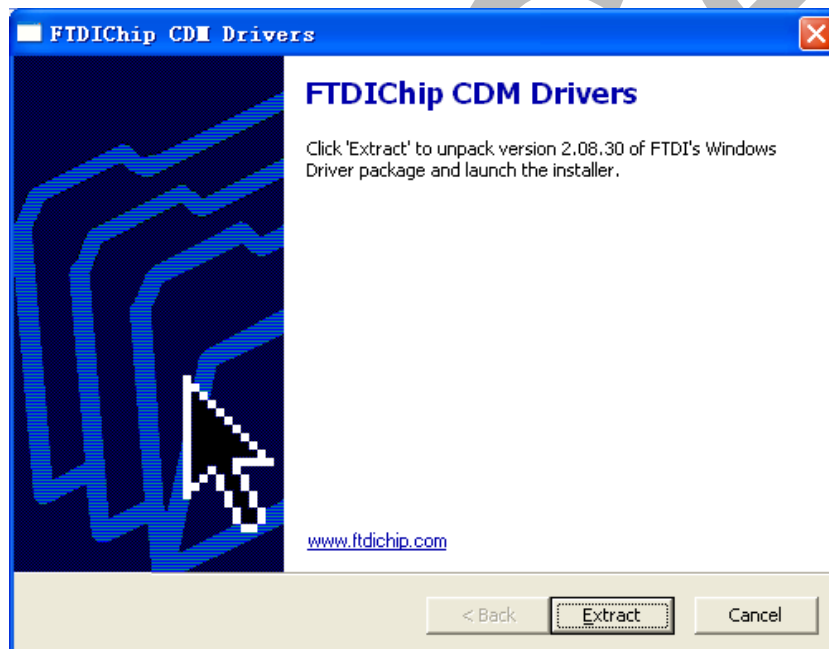 FTDIChip CDM Drivers
FTDIChip CDM Drivers
Click 'Extract' to unpack version 2.08.30 of FTDI's Windows
Driver package and launch the installer.
www.ftdichip.com
< Back
Extract
Cancel